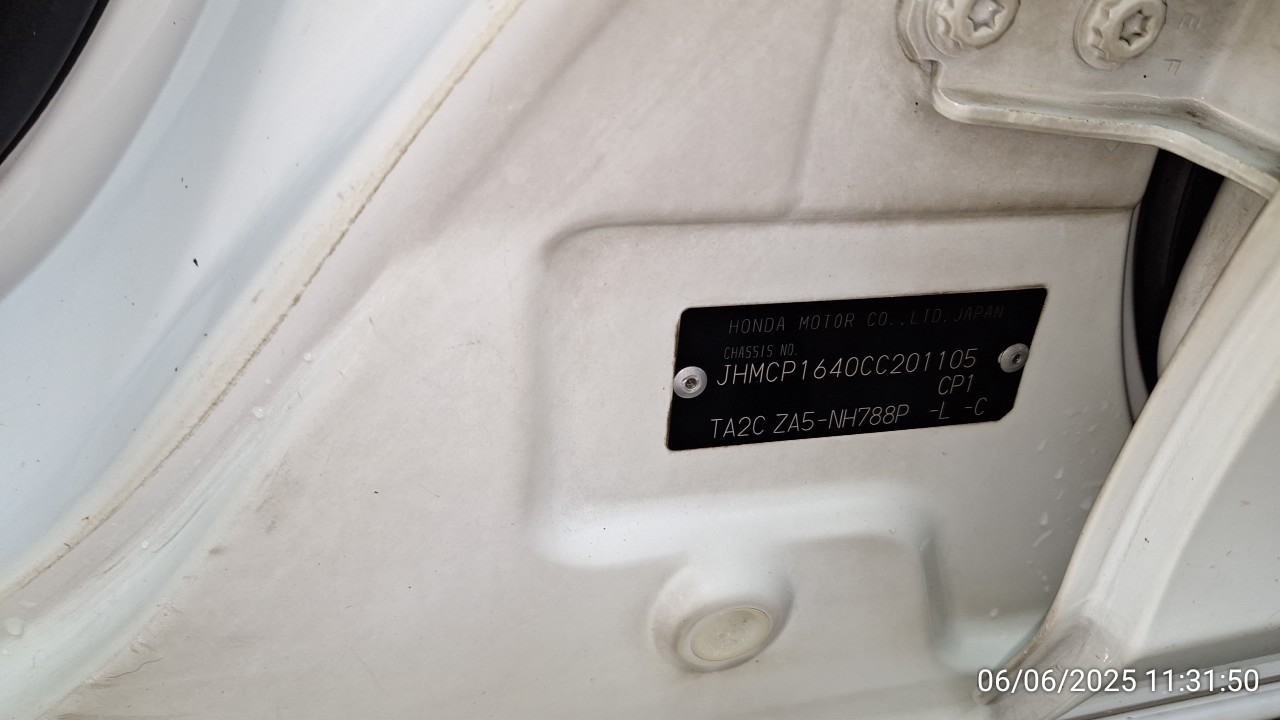 HONDA MOTOR CO.,LTD.JAPAN
CHASSIS NO.
JHMCP1640CC201105
CP1
TA2C ZA5-NH788P -L -C
06/06/2025 11:31:50